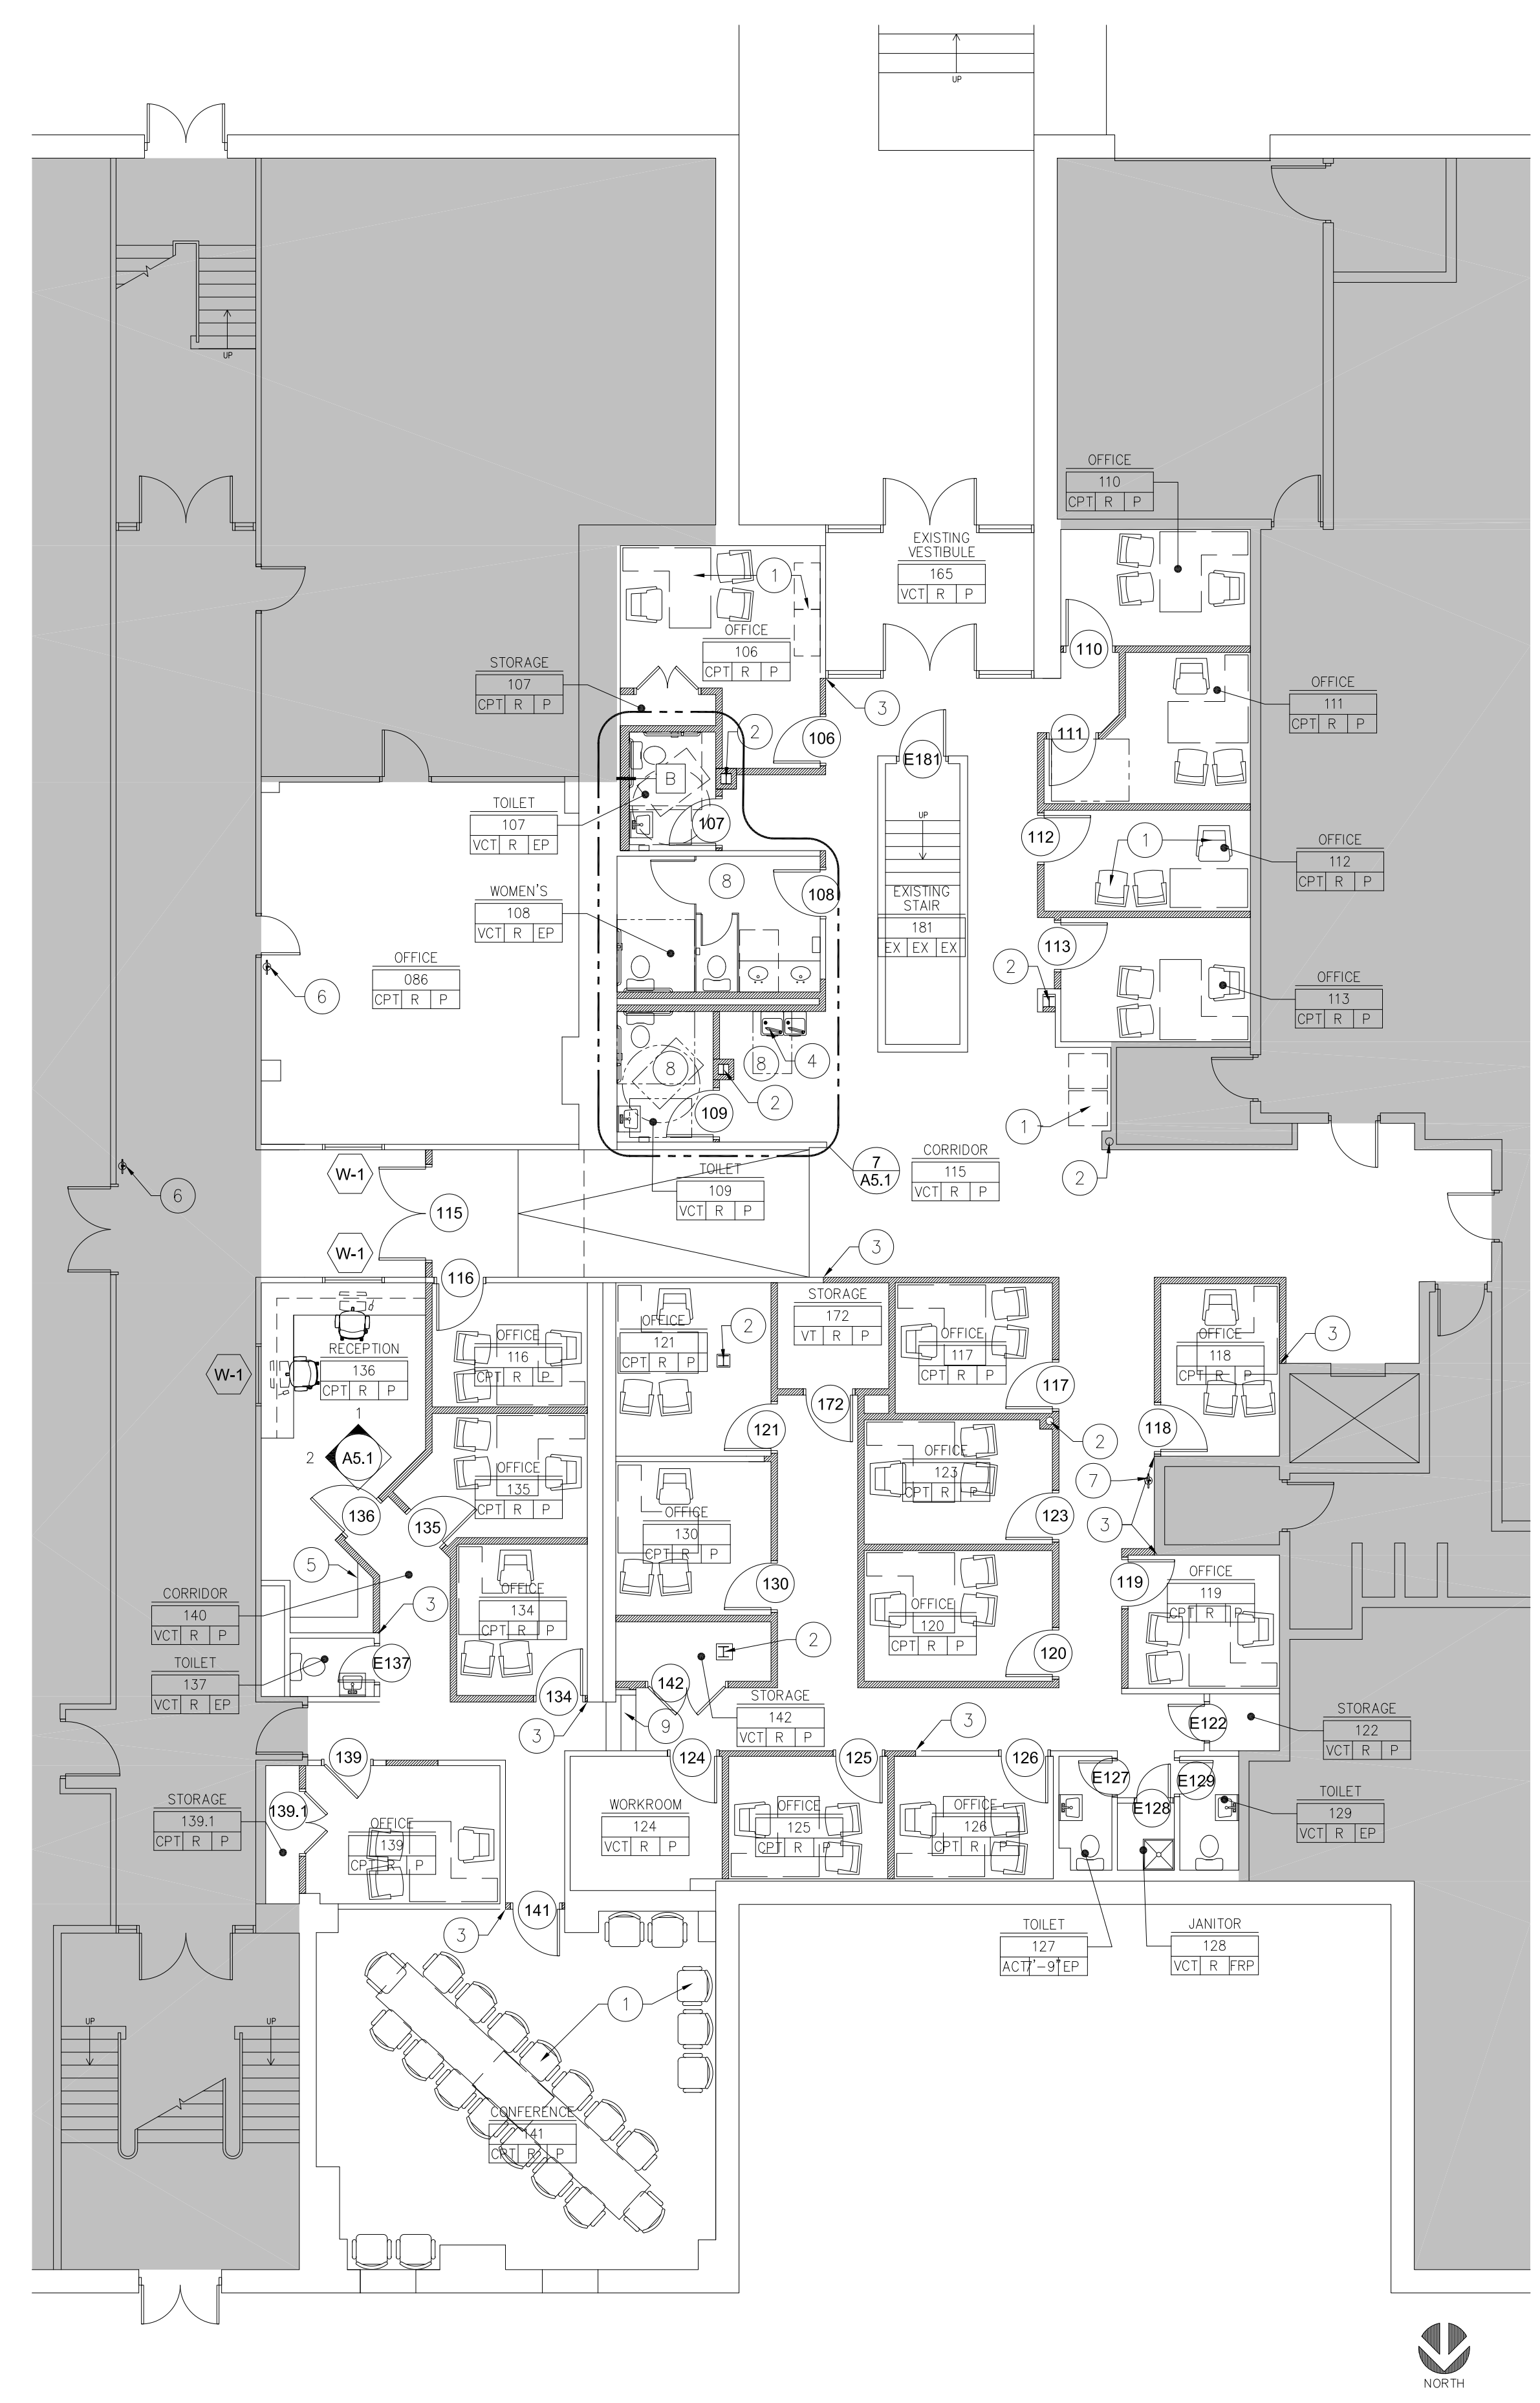 UP
UP
OFFICE
110
CPT R P
EXISTING
VESTIBULE
165
VCT R P
1
OFFICE
106
CPT R P
110
STORAGE
107
CPT R P
OFFICE
111
CPT R P
3
2
106
111
E181
B
TOILET
107
VCT R EP
107
UP
112
1
OFFICE
112
CPT R P
8
108
WOMEN'S
108
VCT R EP
EXISTING
STAIR
181
EX EX EX
113
OFFICE
086
CPT R P
6
2
OFFICE
113
CPT R P
8
8
4
2
109
1
7
A5.1
CORRIDOR
115
VCT R P
2
W-1
TOILET
109
VCT R P
6
115
W-1
3
116
STORAGE
172
VT R P
OFFICE
121
CPT R P
2
RECEPTION
136
CPT R P
W-1
OFFICE
116
CPT R P
OFFICE
117
CPT R P
OFFICE
118
CPT R P
3
117
172
1
2
A5.1
121
118
2
OFFICE
135
CPT R P
OFFICE
123
CPT R P
7
136
135
OFFICE
130
CPT R P
123
3
5
130
119
OFFICE
119
CPT R P
CORRIDOR
140
VCT R P
3
OFFICE
134
CPT R P
OFFICE
120
CPT R P
2
120
TOILET
137
VCT R EP
E137
134
142
STORAGE
142
VCT R P
3
9
3
E122
STORAGE
122
VCT R P
139
124
125
126
E127
E128
E129
STORAGE
139.1
CPT R P
139.1
OFFICE
139
CPT R P
WORKROOM
124
VCT R P
OFFICE
125
CPT R P
OFFICE
126
CPT R P
TOILET
129
VCT R EP
141
3
TOILET
127
ACT 7'-9" EP
JANITOR
128
VCT R FRP
1
UP
UP
CONFERENCE
141
CPT R P
NORTH